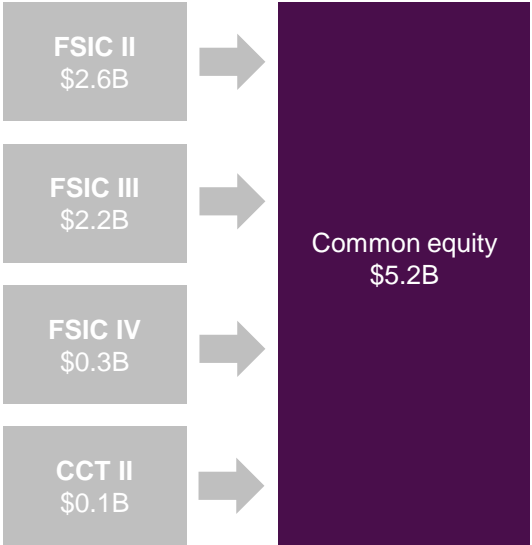 FSIC II
$2.6B
FSIC III
$2.2B
FSIC IV
$0.3B
CCT II
$0.1B
Common equity
$5.2B